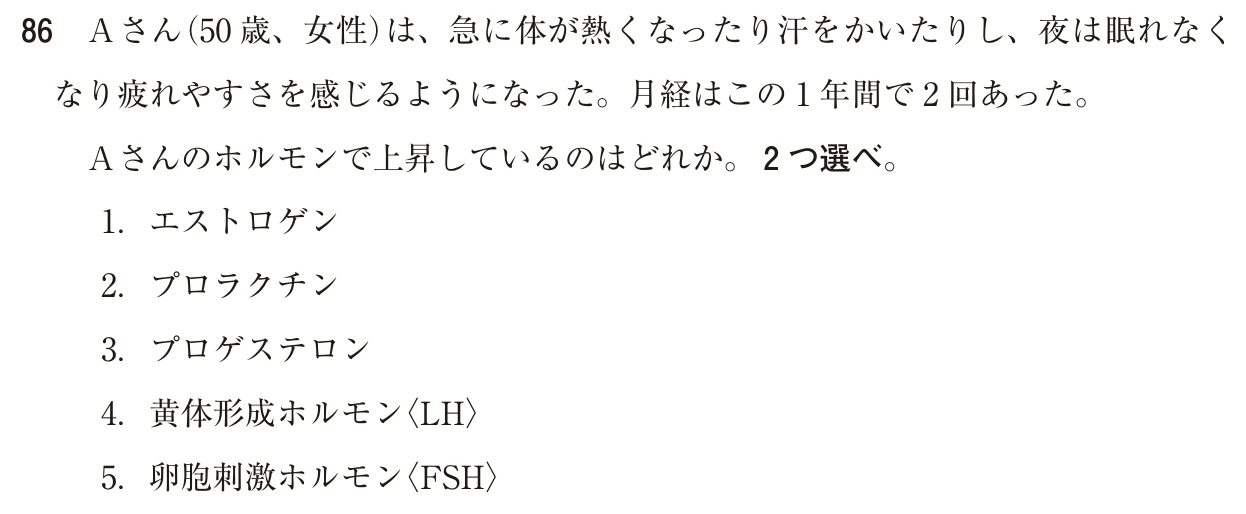 86　Aさん(50歳、女性)は、急に体が熱くなったり汗をかいたりし、夜は眠れなく
なり疲れやすさを感じるようになった。月経はこの1年間で2回あった。
Aさんのホルモンで上昇しているのはどれか。2つ選べ。
1. エストロゲン
2. プロラクチン
3. プロゲステロン
4. 黄体形成ホルモン〈LH〉
5. 卵胞刺激ホルモン〈FSH〉